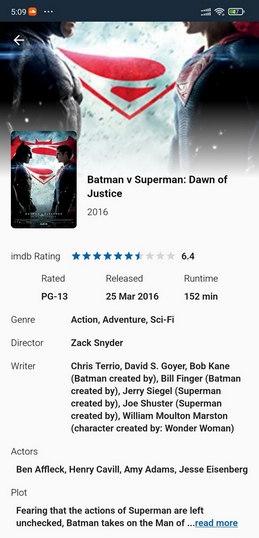 5:09
Batman v Superman: Dawn of
Justice
2016
imdb Rating 6.4
Rated Released Runtime
PG-13 25 Mar 2016 152 min
Genre Action, Adventure, Sci-Fi
Director Zack Snyder
Writer Chris Terrio, David S. Goyer, Bob Kane
(Batman created by), Bill Finger (Batman
created by), Jerry Siegel (Superman
created by), Joe Shuster (Superman
created by), William Moulton Marston
(character created by: Wonder Woman)
Actors
Ben Affleck, Henry Cavill, Amy Adams, Jesse Eisenberg
Plot
Fearing that the actions of Superman are left
unchecked, Batman takes on the Man of ...read more